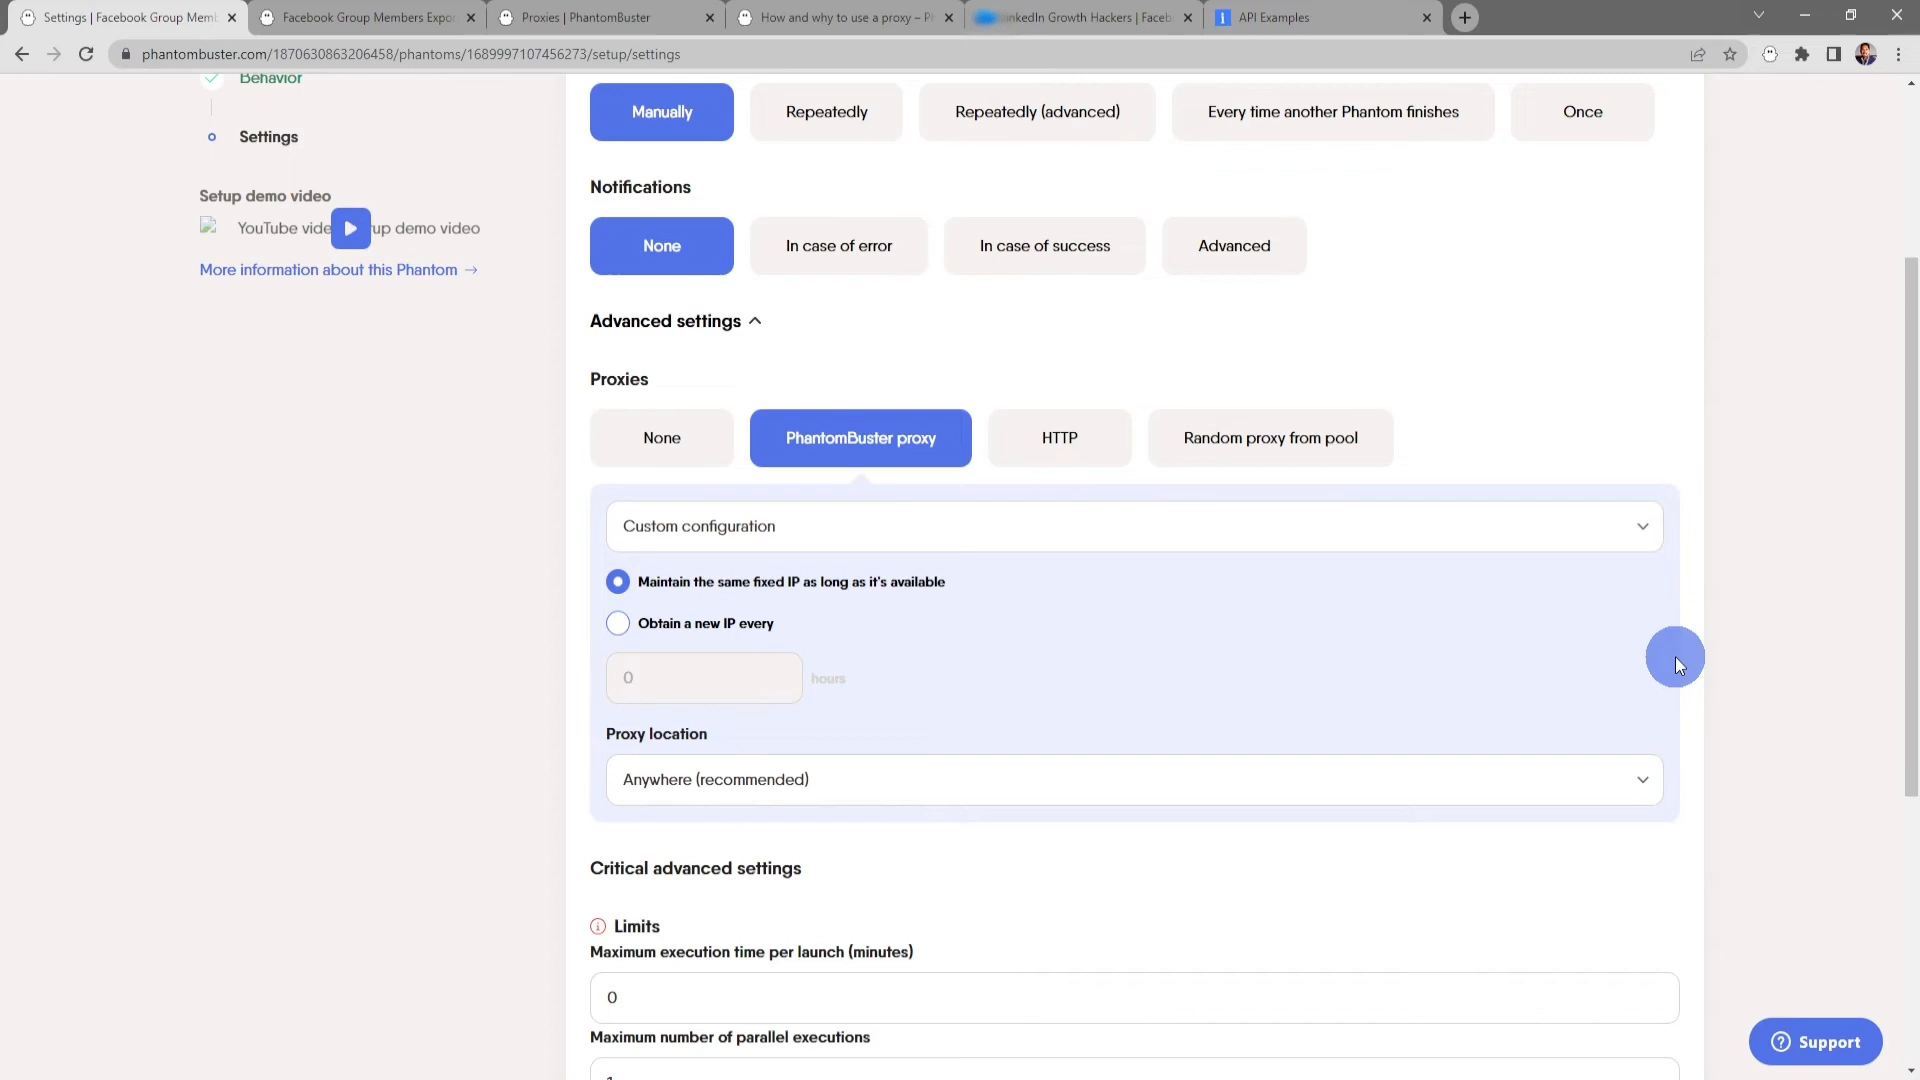 Settings | Facebook Group Mem
Facebook Group Members Expo
Proxies | PhantomBuster
How and why to use a proxy – P
LinkedIn Growth Hackers | Faceb
API Examples
phantombuster.com/1870630863206458/phantoms/1689997107456273/setup/settings
Behavior
Settings
Setup demo video
YouTube vide
up demo video
More information about this Phantom →
Manually
Repeatedly
Repeatedly (advanced)
Every time another Phantom finishes
Once
Notifications
None
In case of error
In case of success
Advanced
Advanced settings
Proxies
None
PhantomBuster proxy
HTTP
Random proxy from pool
Custom configuration
Maintain the same fixed IP as long as it's available
Obtain a new IP every
0
hours
Proxy location
Anywhere (recommended)
Critical advanced settings
Limits
Maximum execution time per launch (minutes)
0
Maximum number of parallel executions
Support